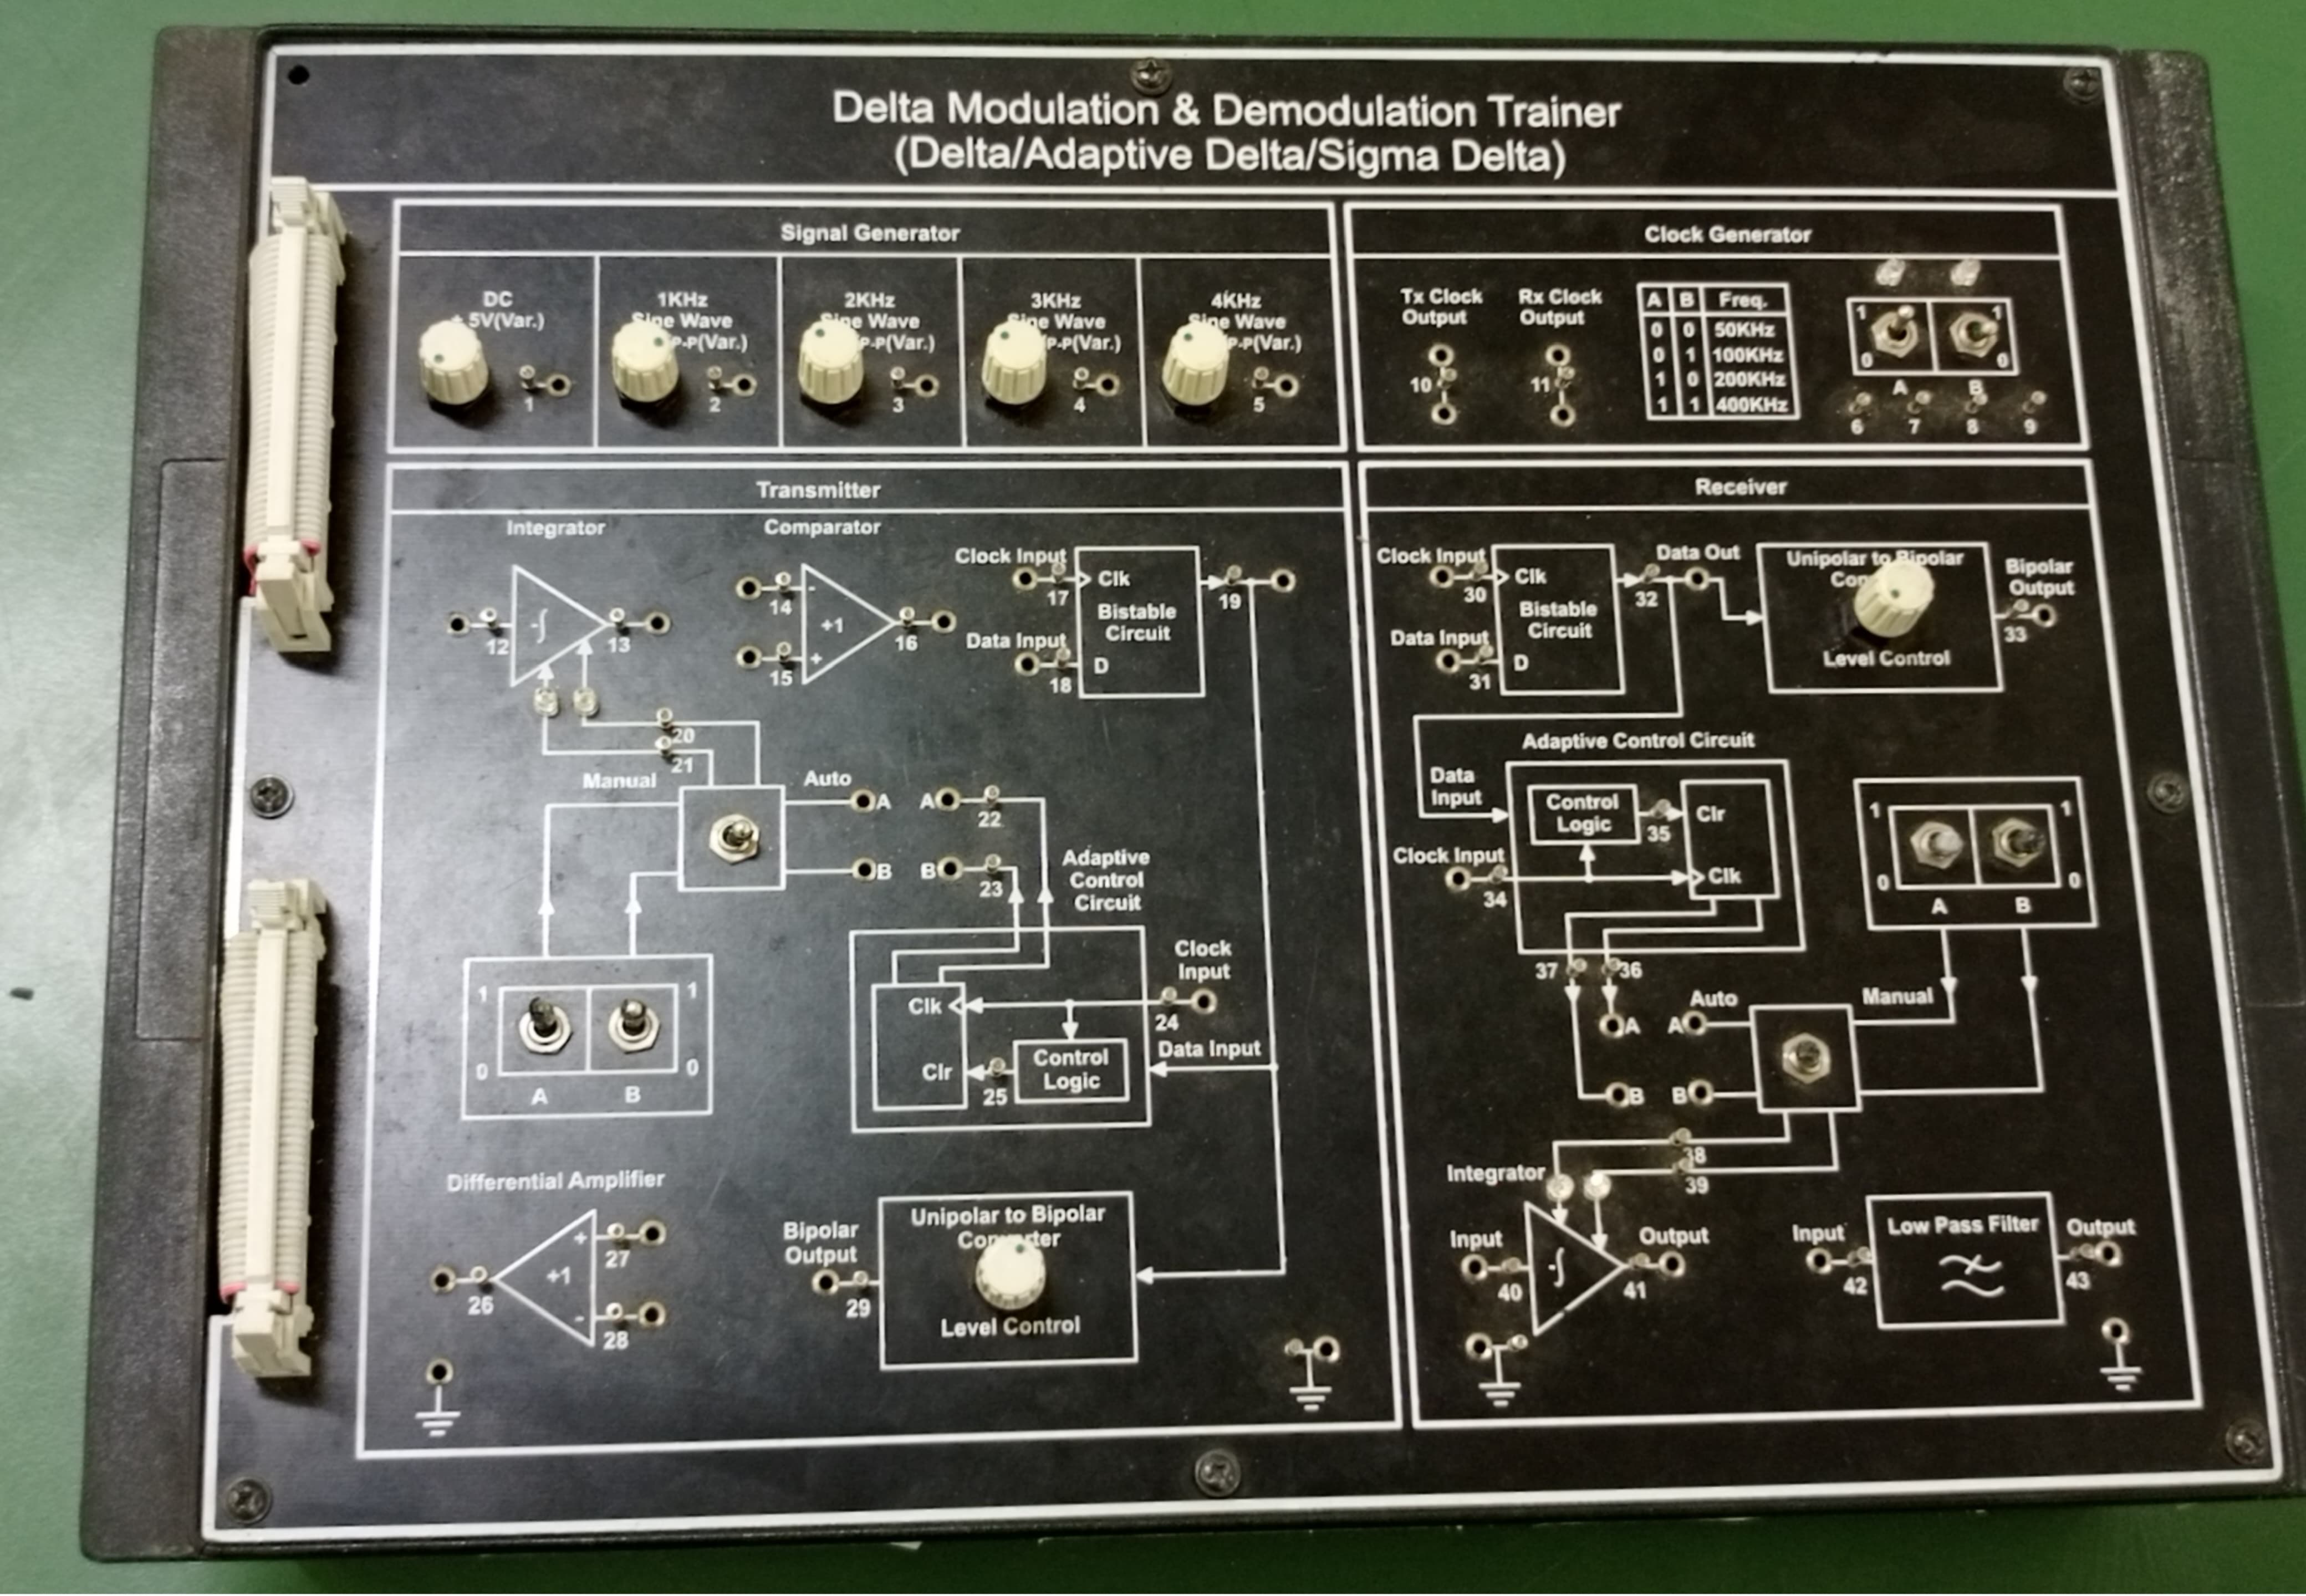 Delta Modulation & Demodulation Trainer
(Delta/Adaptive Delta/Sigma Delta)
Signal Generator
DC
5V(Var.)
1
1KHz
Sine Wave
P-P(Var.)
2
2KHz
Sine Wave
P-P(Var.)
3
3KHz
Sine Wave
P-P(Var.)
4
4KHz
Sine Wave
P-P(Var.)
5
Clock Generator
Tx Clock
Output
10
Rx Clock
Output
11
A B Freq.
0 0 50KHz
0 1 100KHz
1 0 200KHz
1 1 400KHz
1 1
0 0
A B
6 7 8 9
Transmitter
Integrator
12
-∫
13
Comparator
14
-
+1
16
15
+
Clock Input
17
Clk
Bistable
Circuit
19
Data Input
18
D
20
21
Manual
Auto
A
B
A
22
B
23
Adaptive
Control
Circuit
1 1
0 0
A B
Clock
Input
Clk
24
Data Input
Clr
25
Control
Logic
Differential Amplifier
+
27
+1
26
-
28
Bipolar
Output
29
Unipolar to Bipolar
Converter
Level Control
Receiver
Clock Input
30
Clk
Bistable
Circuit
Data Input
31
D
32
Data Out
Unipolar to Bipolar
Level Control
Bipolar
Output
33
Adaptive Control Circuit
Data
Input
Control
Logic
35
Clr
Clock Input
34
Clk
1 1
0 0
A B
37 36
A
B
Auto
A
B
Manual
38
39
Integrator
Input
40
-∫
Output
41
Input
42
Low Pass Filter
Output
43